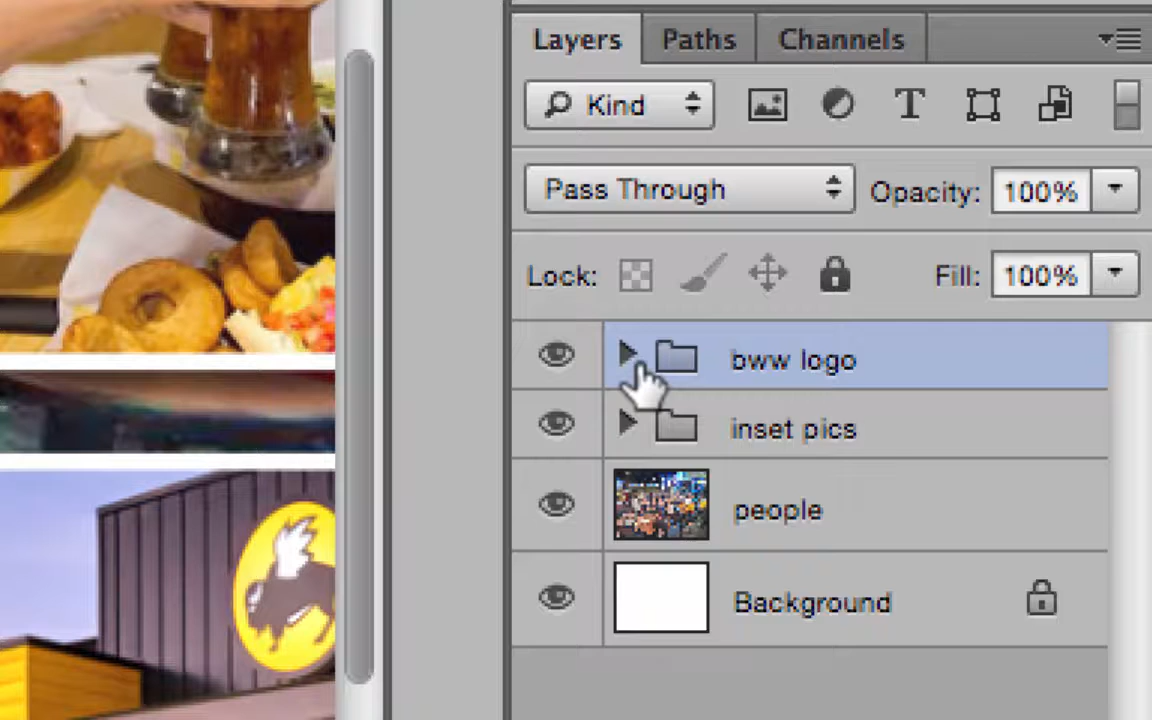 Layers Paths Channels
Kind T
Pass Through Opacity: 100%
Lock: Fill: 100%
bww logo
inset pics
people
Background